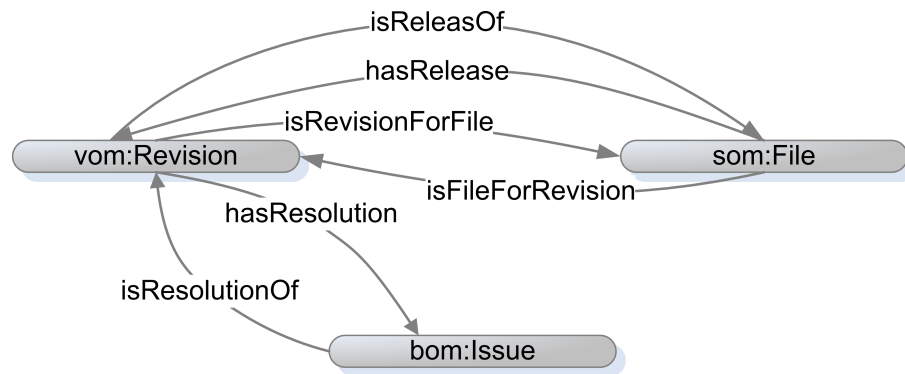 isReleasOf
hasRelease
isRevisionForFile
vom:Revision
som:File
isFileForRevision
hasResolution
isResolutionOf
bom:Issue